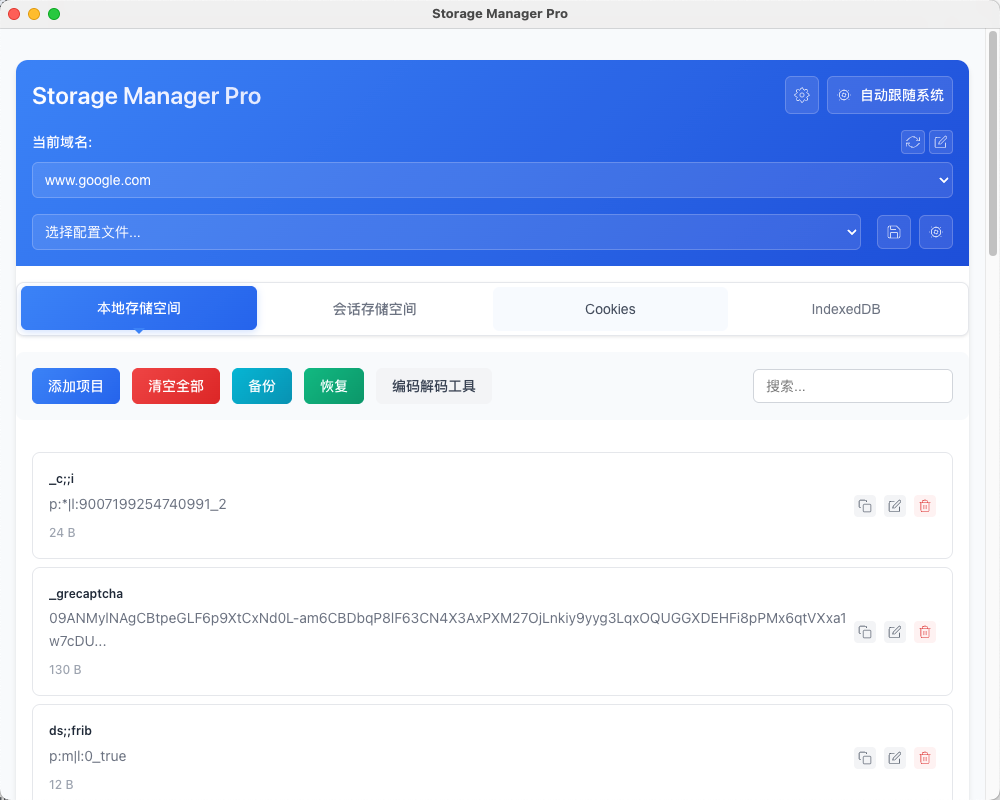 Storage Manager Pro
Storage Manager Pro
自动跟随系统
当前域名:
www.google.com
选择配置文件...
本地存储空间
会话存储空间
Cookies
IndexedDB
添加项目
清空全部
备份
恢复
编码解码工具
搜索...
_c;;i
p:*|l:9007199254740991_2
24 B
_grecaptcha
09ANMylNAgCBtpeGLF6p9XtCxNd0L-am6CBDbqP8lF63CN4X3AxPXM27OjLnkiy9yyg3LqxOQUGGXDEHFi8pPMx6qtVXxa1
w7cDU...
130 B
ds;;frib
p:m|l:0_true
12 B